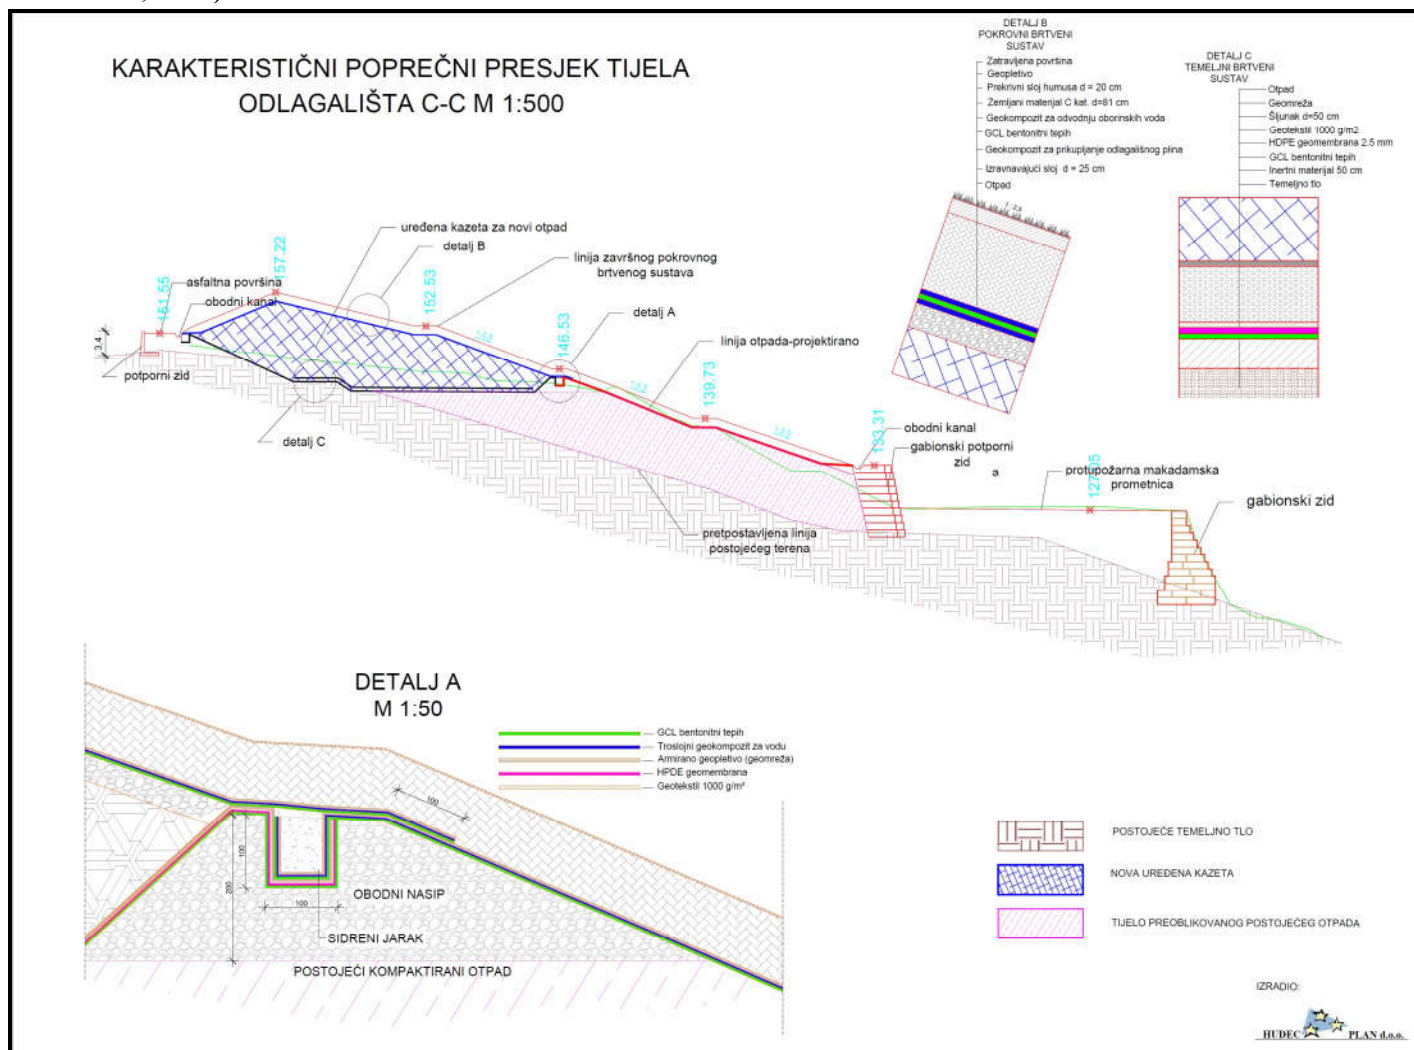 KARAKTERISTIČNI POPREČNI PRESJEK TIJELA
ODLAGALIŠTA C-C M 1:500
DETALJ B
POKROVNI BRTVENI
SUSTAV
Zatravljena površina
Geopletivo
Prekrivni sloj humusa d = 20 cm
Zemljani materijal C kat. d=81 cm
Geokompozit za odvodnju oborinskih voda
GCL bentonitni tepih
Geokompozit za prikupljanje odlagališnog plina
Izravnavajući sloj d = 25 cm
Otpad
DETALJ C
TEMELJNI BRTVENI
SUSTAV
Otpad
Geomreža
Šljunak d=50 cm
Geotekstil 1000 g/m2
HDPE geomembrana 2.5 mm
GCL bentonitni tepih
Inertni materijal 50 cm
Temeljno tlo
uređena kazeta za novi otpad
detalj B
linija završnog pokrovnog
brtvenog sustava
asfaltna površina
obodni kanal
151.55
157.22
152.53
146.53
139.73
133.31
127.05
detalj A
linija otpada-projektirano
3.4
potporni zid
detalj C
obodni kanal
gabionski potporni
zid
a
protupožarna makadamska
prometnica
gabionski zid
pretpostavljena linija
postojećeg terena
DETALJ A
M 1:50
GCL bentonitni tepih
Troslojni geokompozit za vodu
Armirano geopletivo (geomreža)
HPDE geomembrana
Geotekstil 1000 g/m²
100
100
200
100
OBODNI NASIP
SIDRENI JARAK
POSTOJEĆI KOMPAKTIRANI OTPAD
POSTOJEĆE TEMELJNO TLO
NOVA UREĐENA KAZETA
TIJELO PREOBLIKOVANOG POSTOJEĆEG OTPADA
IZRADIO:
HUDEC PLAN d.o.o.